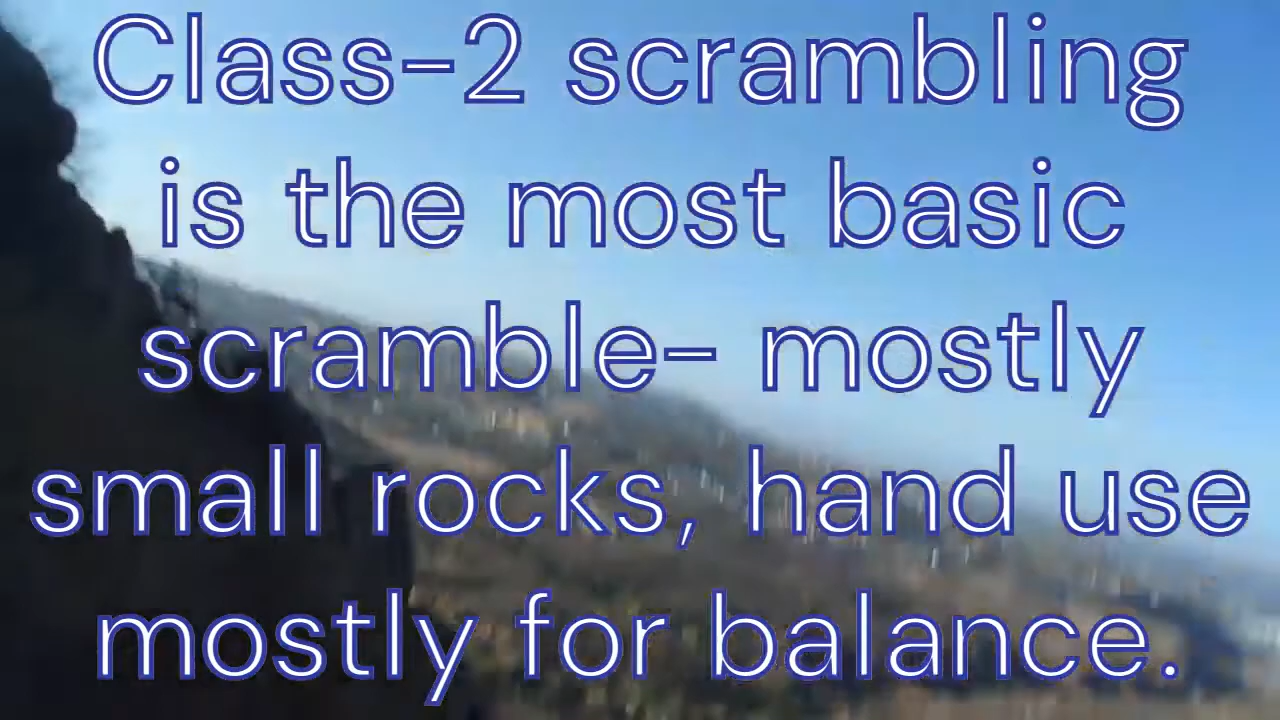 Class-2 scrambling
is the most basic
scramble- mostly
small rocks, hand use
mostly for balance.